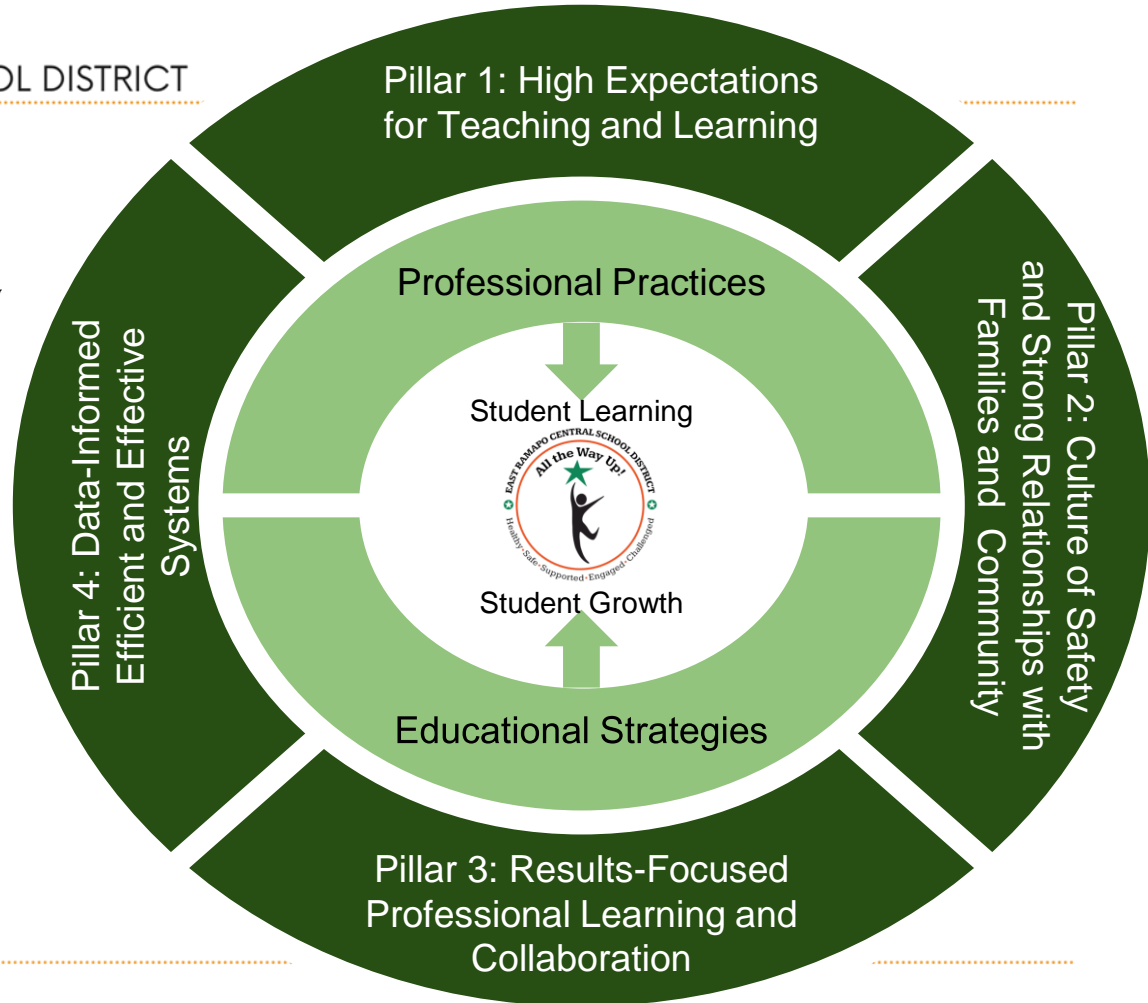 OL DISTRICT
Pillar 1: High Expectations
for Teaching and Learning
Professional Practices
Pillar 2: Culture of Safety
and Strong Relationships with
Families and Community
Pillar 4: Data-Informed
Efficient and Effective
Systems
Student Learning
EAST RAMAPO CENTRAL SCHOOL DISTRICT
All the Way Up!
Healthy·Safe·Supported·Engaged·Challenged
Student Growth
Educational Strategies
Pillar 3: Results-Focused
Professional Learning and
Collaboration